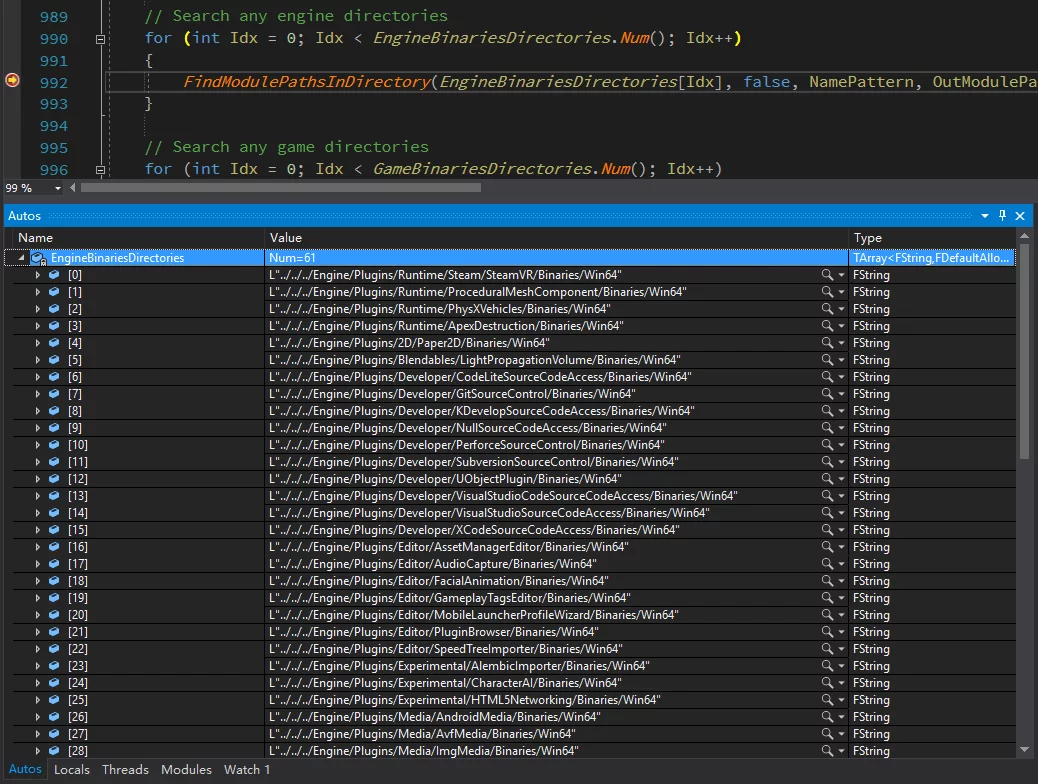 989 // Search any engine directories
990 for (int Idx = 0; Idx < EngineBinariesDirectories.Num(); Idx++)
991 {
992 FindModulePathsInDirectory(EngineBinariesDirectories[Idx], false, NamePattern, OutModulePa
993 }
994
995 // Search any game directories
996 for (int Idx = 0; Idx < GameBinariesDirectories.Num(); Idx++)
99 %
Autos
Name Value Type
EngineBinariesDirectories Num=61 TArray<FString,FDefaultAllo...
[0] L"../../../Engine/Plugins/Runtime/Steam/SteamVR/Binaries/Win64" FString
[1] L"../../../Engine/Plugins/Runtime/ProceduralMeshComponent/Binaries/Win64" FString
[2] L"../../../Engine/Plugins/Runtime/PhysXVehicles/Binaries/Win64" FString
[3] L"../../../Engine/Plugins/Runtime/ApexDestruction/Binaries/Win64" FString
[4] L"../../../Engine/Plugins/2D/Paper2D/Binaries/Win64" FString
[5] L"../../../Engine/Plugins/Blendables/LightPropagationVolume/Binaries/Win64" FString
[6] L"../../../Engine/Plugins/Developer/CodeLiteSourceCodeAccess/Binaries/Win64" FString
[7] L"../../../Engine/Plugins/Developer/GitSourceControl/Binaries/Win64" FString
[8] L"../../../Engine/Plugins/Developer/KDevelopSourceCodeAccess/Binaries/Win64" FString
[9] L"../../../Engine/Plugins/Developer/NullSourceCodeAccess/Binaries/Win64" FString
[10] L"../../../Engine/Plugins/Developer/PerforceSourceControl/Binaries/Win64" FString
[11] L"../../../Engine/Plugins/Developer/SubversionSourceControl/Binaries/Win64" FString
[12] L"../../../Engine/Plugins/Developer/UObjectPlugin/Binaries/Win64" FString
[13] L"../../../Engine/Plugins/Developer/VisualStudioCodeSourceCodeAccess/Binaries/Win64" FString
[14] L"../../../Engine/Plugins/Developer/VisualStudioSourceCodeAccess/Binaries/Win64" FString
[15] L"../../../Engine/Plugins/Developer/XCodeSourceCodeAccess/Binaries/Win64" FString
[16] L"../../../Engine/Plugins/Editor/AssetManagerEditor/Binaries/Win64" FString
[17] L"../../../Engine/Plugins/Editor/AudioCapture/Binaries/Win64" FString
[18] L"../../../Engine/Plugins/Editor/FacialAnimation/Binaries/Win64" FString
[19] L"../../../Engine/Plugins/Editor/GameplayTagsEditor/Binaries/Win64" FString
[20] L"../../../Engine/Plugins/Editor/MobileLauncherProfileWizard/Binaries/Win64" FString
[21] L"../../../Engine/Plugins/Editor/PluginBrowser/Binaries/Win64" FString
[22] L"../../../Engine/Plugins/Editor/SpeedTreeImporter/Binaries/Win64" FString
[23] L"../../../Engine/Plugins/Experimental/AlembicImporter/Binaries/Win64" FString
[24] L"../../../Engine/Plugins/Experimental/CharacterAI/Binaries/Win64" FString
[25] L"../../../Engine/Plugins/Experimental/HTML5Networking/Binaries/Win64" FString
[26] L"../../../Engine/Plugins/Media/AndroidMedia/Binaries/Win64" FString
[27] L"../../../Engine/Plugins/Media/AvfMedia/Binaries/Win64" FString
[28] L"../../../Engine/Plugins/Media/ImgMedia/Binaries/Win64" FString
Autos Locals Threads Modules Watch 1